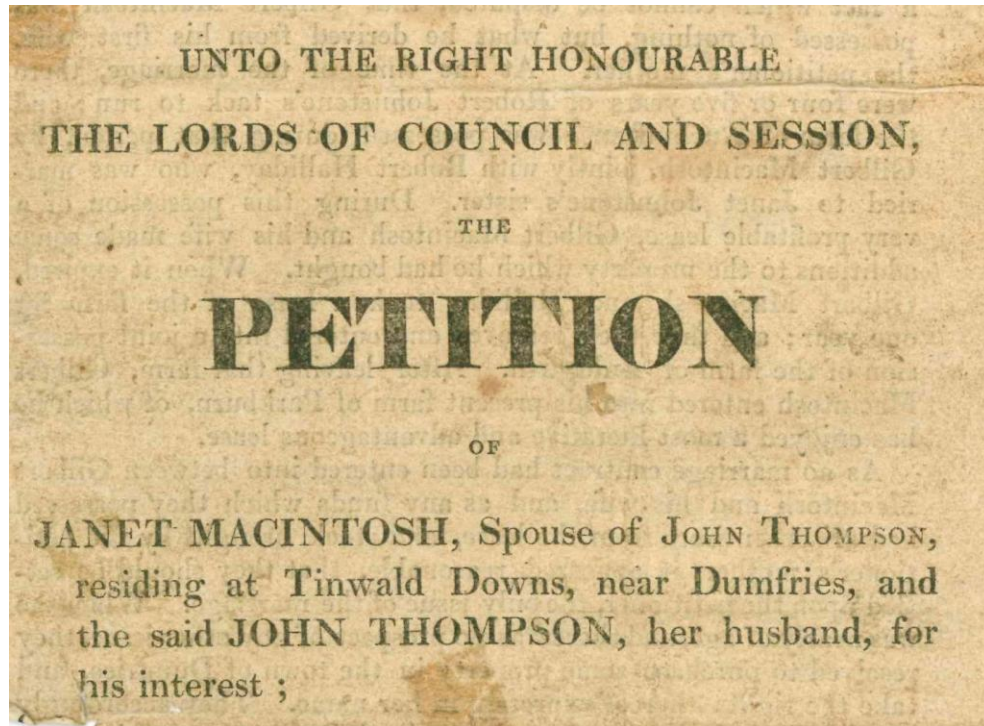 UNTO THE RIGHT HONOURABLE
THE LORDS OF COUNCIL AND SESSION,
THE
PETITION
OF
JANET MACINTOSH, Spouse of JOHN THOMPSON,
residing at Tinwald Downs, near Dumfries, and
the said JOHN THOMPSON, her husband, for
his interest ;